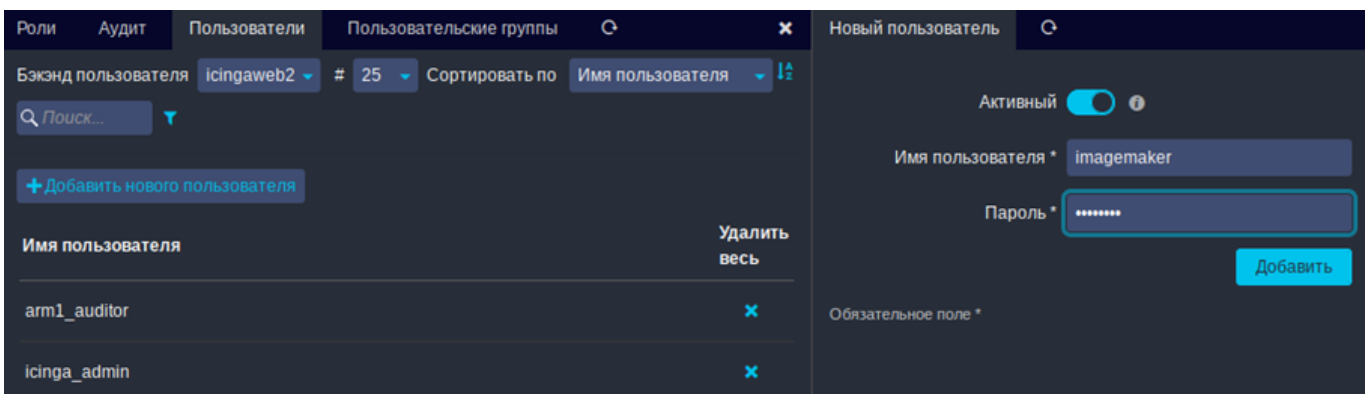 Роли Аудит Пользователи Пользовательские группы
Бэкэнд пользователя icingaweb2 # 25 Сортировать по Имя пользователя
Поиск...
Добавить нового пользователя
Имя пользователя Удалить весь
arm1_auditor
icinga_admin
Новый пользователь
Активный
Имя пользователя * imagemaker
Пароль * ••••••••
Добавить
Обязательное поле *